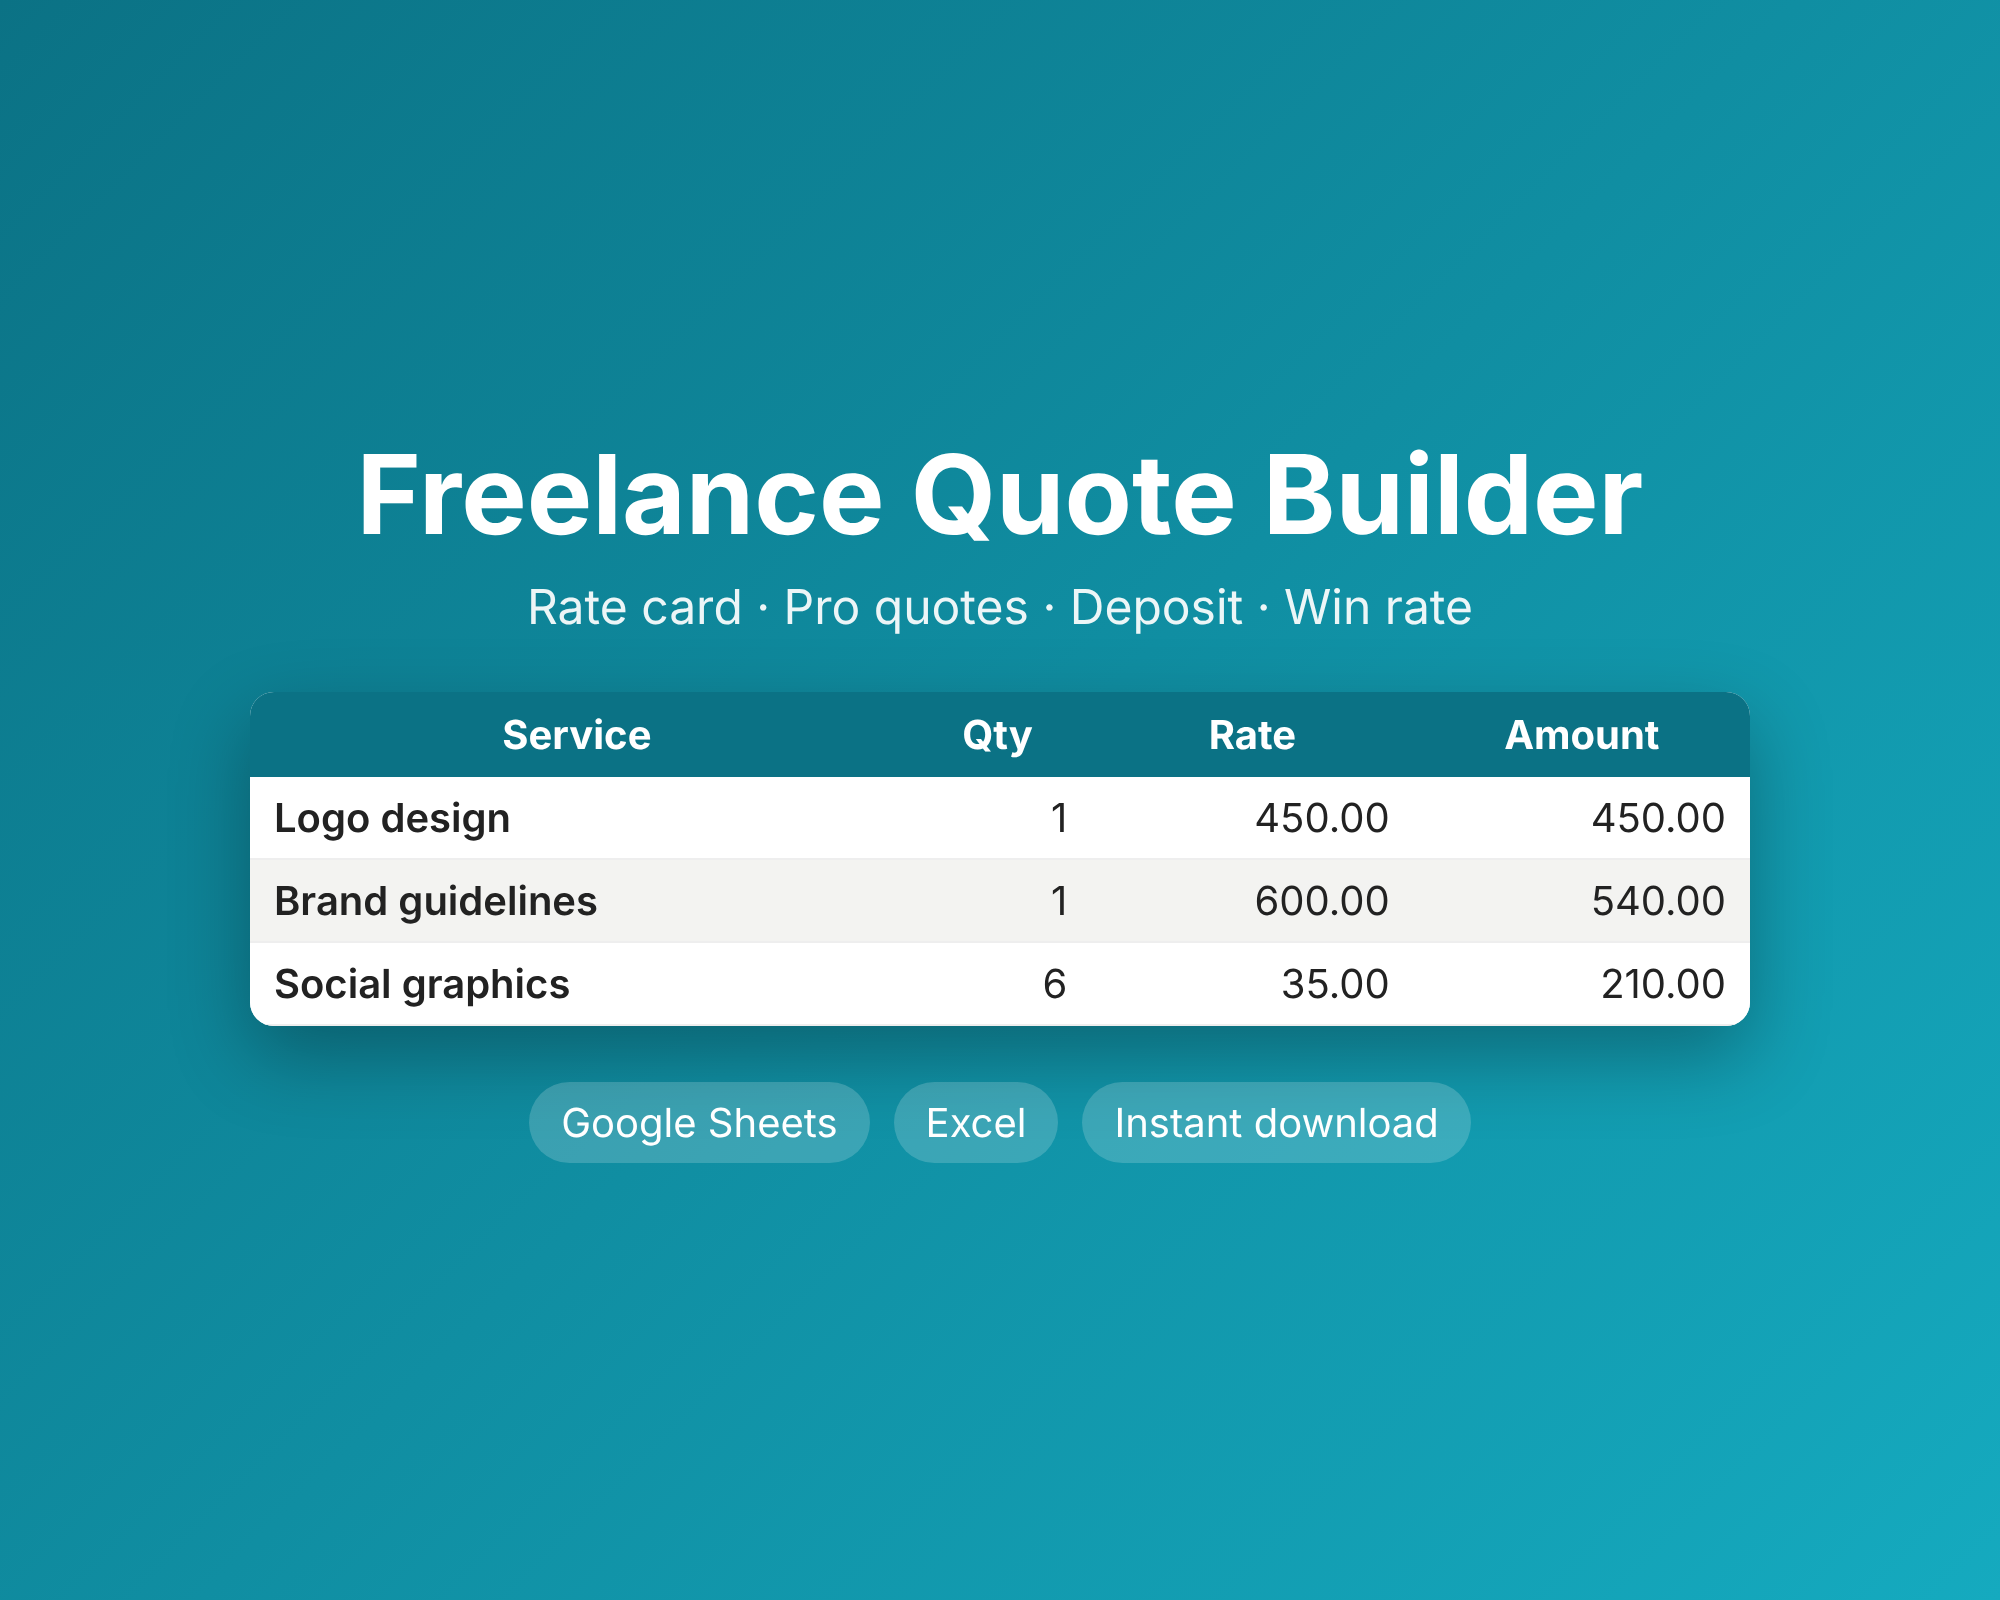 Freelance Quote Builder
Rate card · Pro quotes · Deposit · Win rate
Service Qty Rate Amount
Logo design 1 450.00 450.00
Brand guidelines 1 600.00 540.00
Social graphics 6 35.00 210.00
Google Sheets Excel Instant download